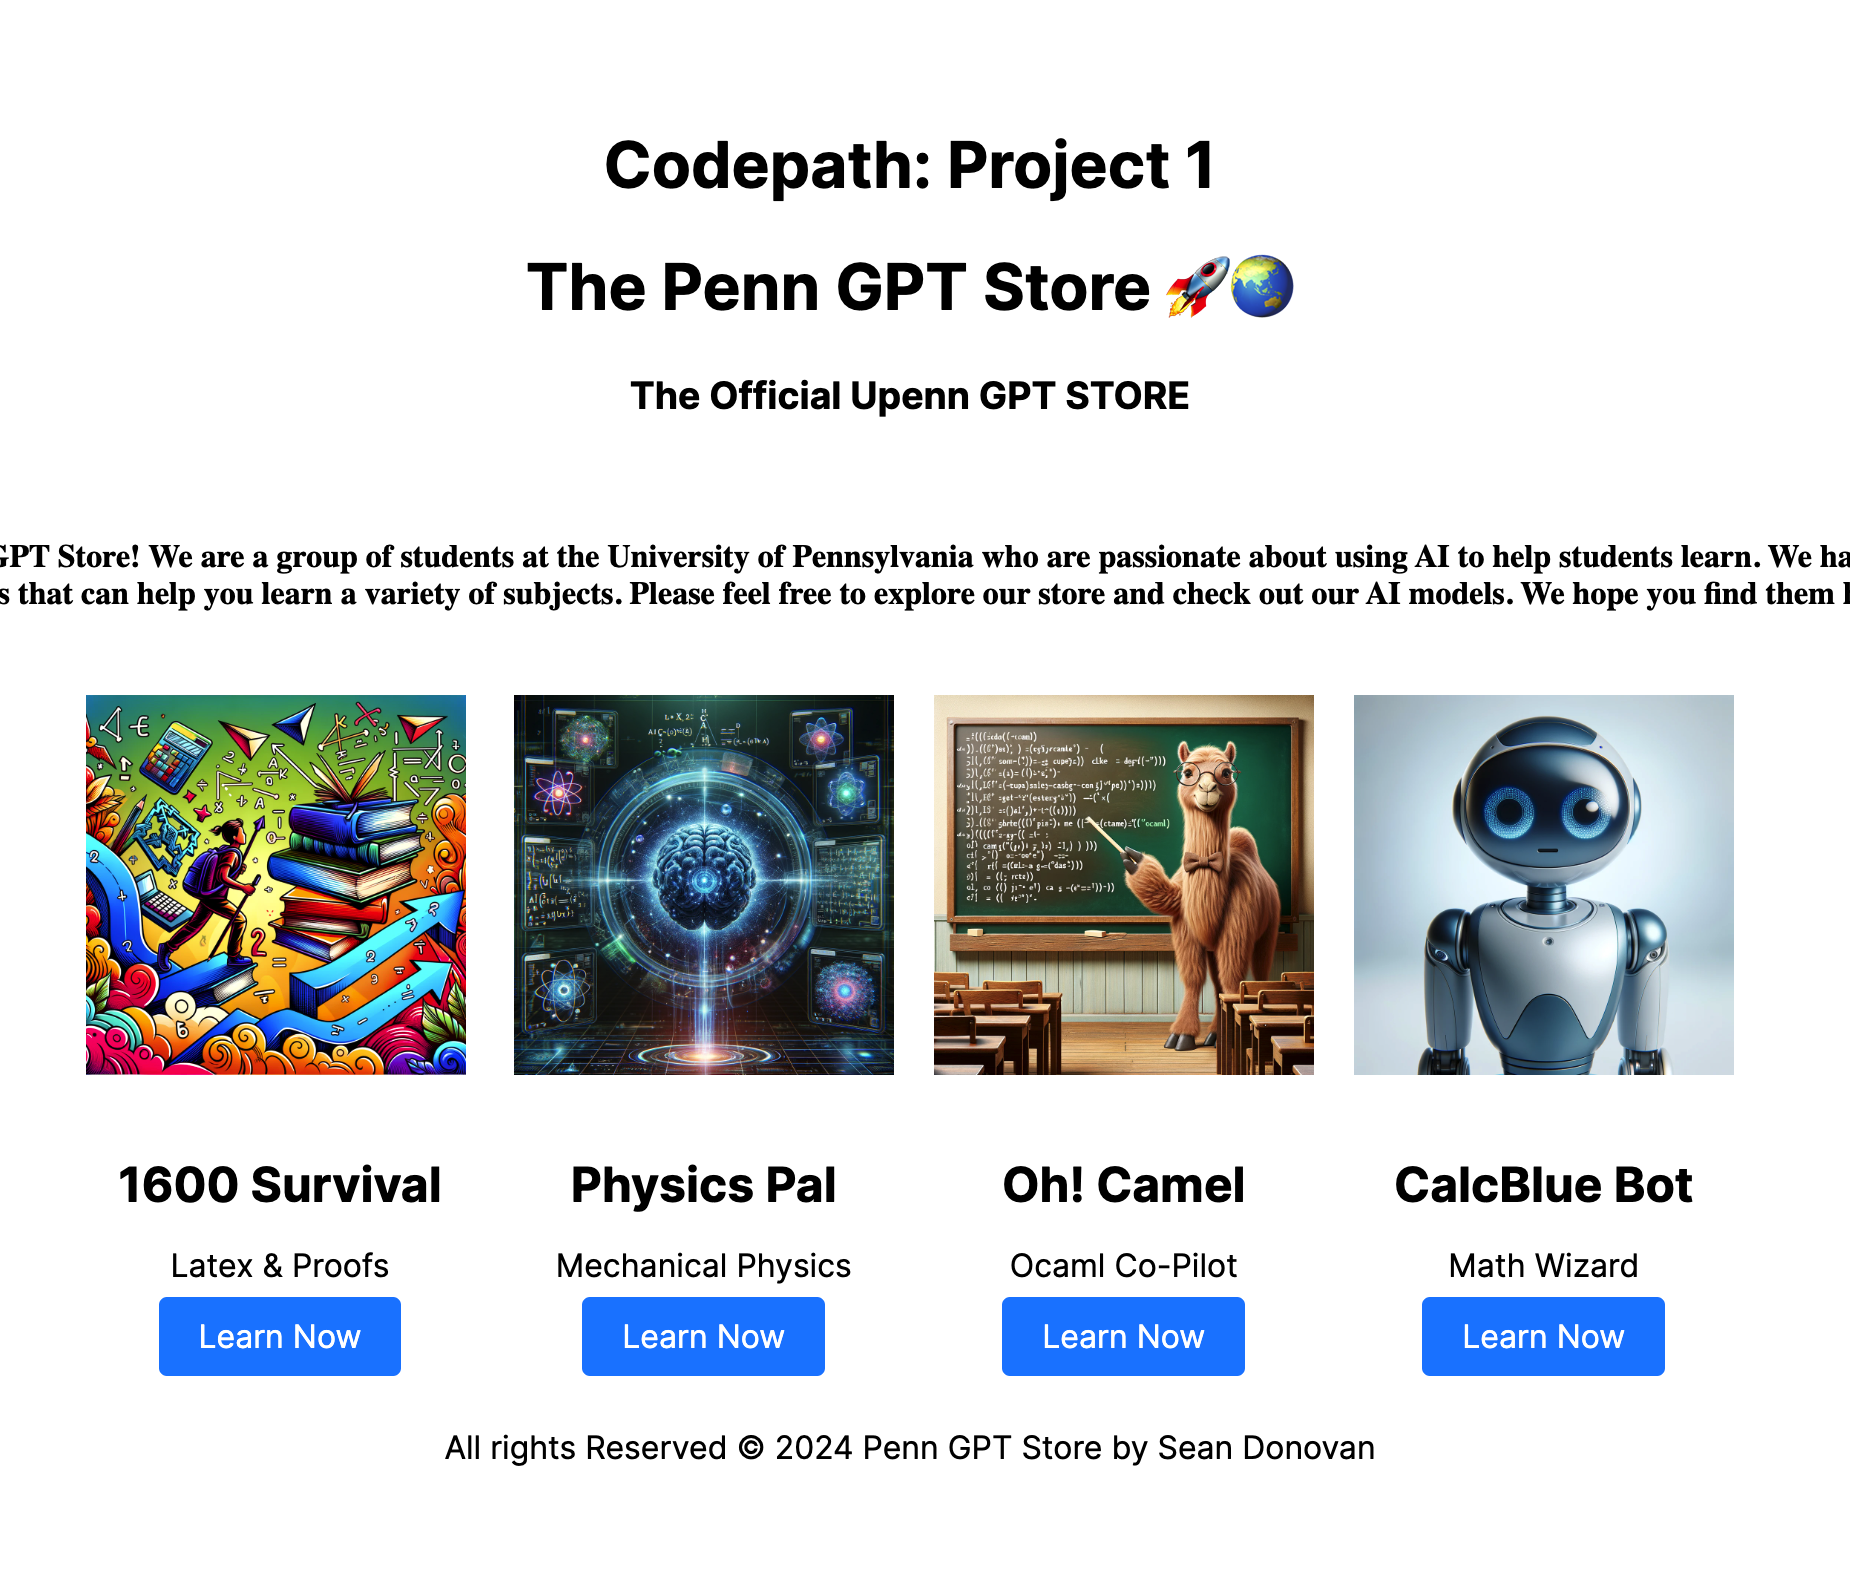 Codepath: Project 1
The Penn GPT Store 🚀🌏
The Official Upenn GPT STORE
GPT Store! We are a group of students at the University of Pennsylvania who are passionate about using AI to help students learn. We ha
s that can help you learn a variety of subjects. Please feel free to explore our store and check out our AI models. We hope you find them
1600 Survival
Physics Pal
Oh! Camel
CalcBlue Bot
Latex & Proofs
Mechanical Physics
Ocaml Co-Pilot
Math Wizard
Learn Now
Learn Now
Learn Now
Learn Now
All rights Reserved © 2024 Penn GPT Store by Sean Donovan